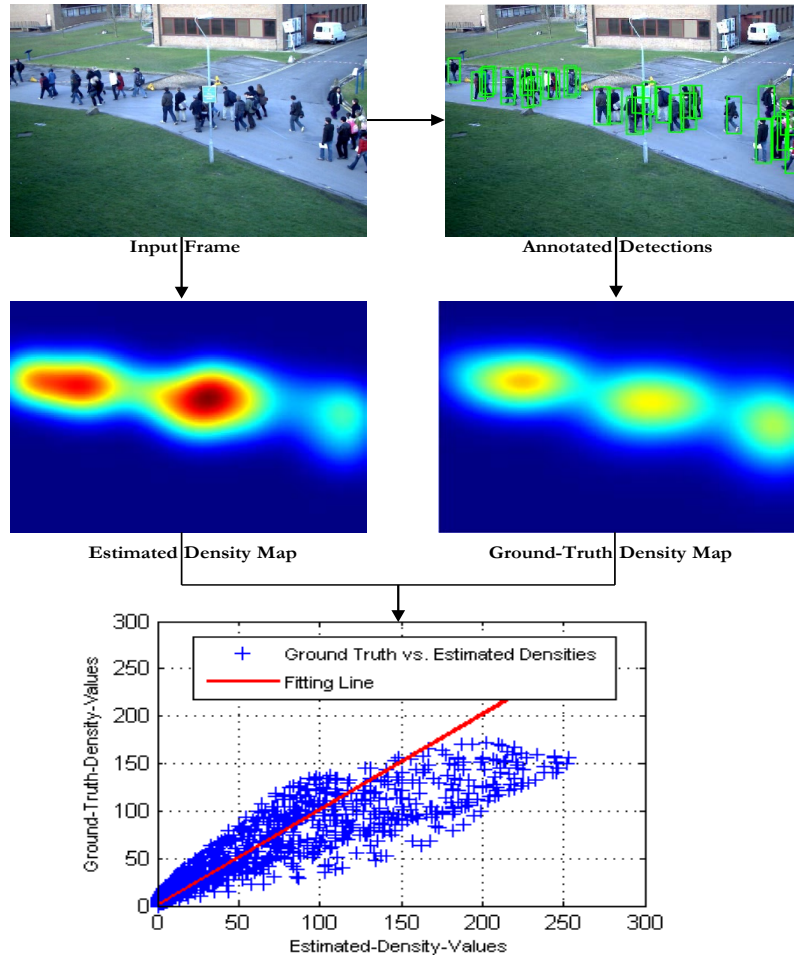 Input Frame
Annotated Detections
Estimated Density Map
Ground-Truth Density Map
300
250
200
150
100
50
0
Ground-Truth-Density-Values
Ground Truth vs. Estimated Densities
Fitting Line
0 50 100 150 200 250 300
Estimated-Density-Values